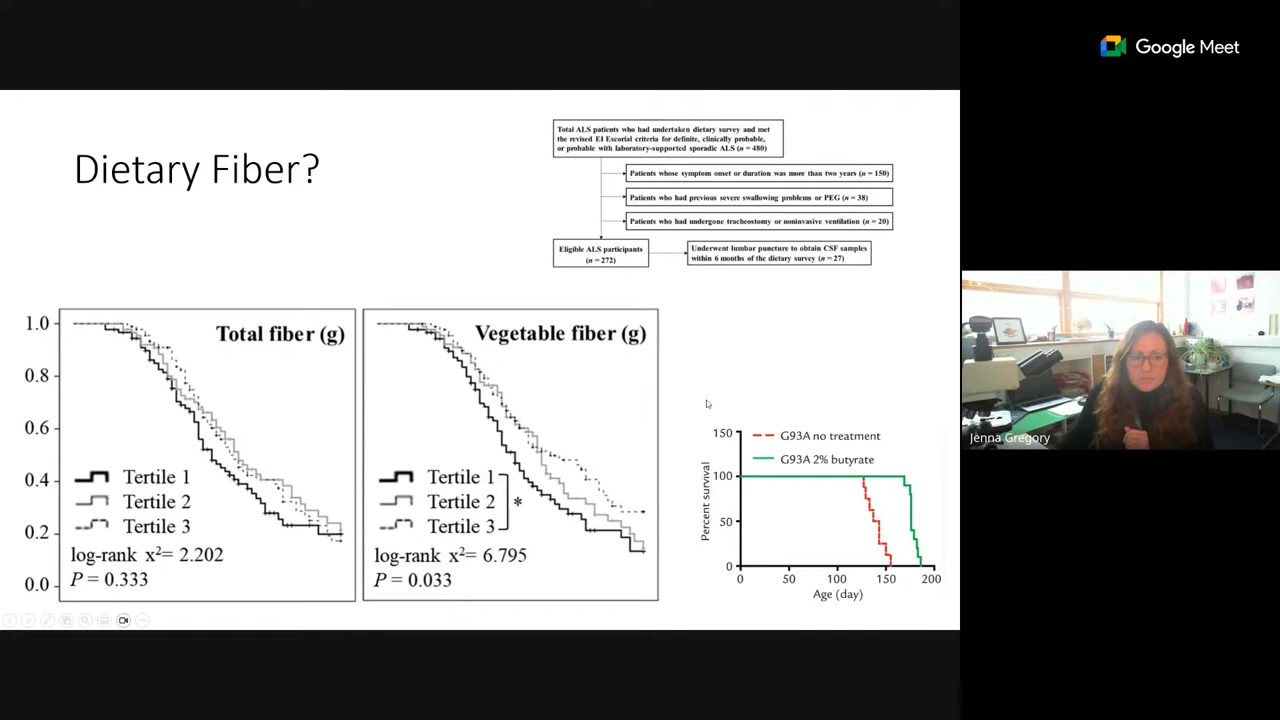 Google Meet
Dietary Fiber?
Total ALS patients who had undertaken dietary survey and met
the revised EI Escorial criteria for definite, clinically probable,
or probable with laboratory-supported sporadic ALS (n = 480)
Patients whose symptom onset or duration was more than two years (n = 150)
Patients who had previous severe swallowing problems or PEG (n = 38)
Patients who had undergone tracheostomy or noninvasive ventilation (n = 20)
Eligible ALS participants
(n = 272)
Underwent lumbar puncture to obtain CSF samples
within 6 months of the dietary survey (n = 27)
1.0
0.8
0.6
0.4
0.2
0.0
Total fiber (g)
Tertile 1
Tertile 2
Tertile 3
log-rank x²= 2.202
P = 0.333
Vegetable fiber (g)
Tertile 1
Tertile 2
Tertile 3
*
log-rank x²= 6.795
P = 0.033
G93A no treatment
G93A 2% butyrate
Percent survival
150
100
50
0
0 50 100 150 200
Age (day)
Jenna Gregory